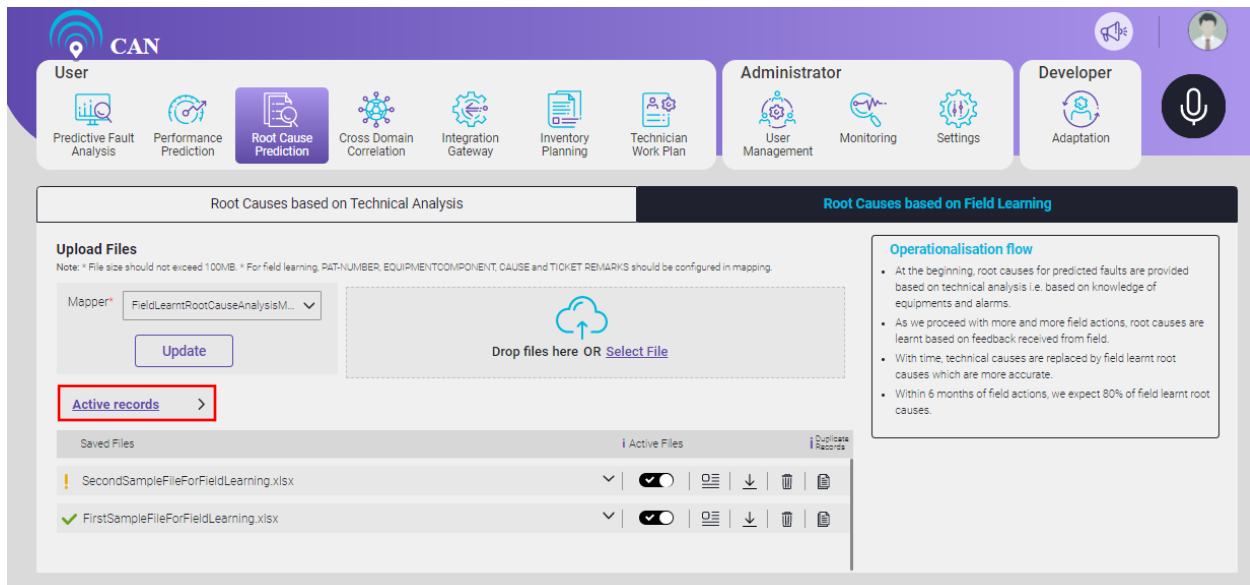 CAN
User
Administrator
Developer
Predictive Fault
Analysis
Performance
Prediction
Root Cause
Prediction
Cross Domain
Correlation
Integration
Gateway
Inventory
Planning
Technician
Work Plan
User
Management
Monitoring
Settings
Adaptation
Root Causes based on Technical Analysis
Root Causes based on Field Learning
Upload Files
Note: * File size should not exceed 100MB. * For field learning, PAT-NUMBER, EQUIPMENTCOMPONENT, CAUSE and TICKET REMARKS should be configured in mapping.
Mapper*
FieldLearntRootCauseAnalysisM...
Update
Drop files here OR Select File
Active records
Saved Files
i Active Files
i Duplicate
Records
SecondSampleFileForFieldLearning.xlsx
FirstSampleFileForFieldLearning.xlsx
Operationalisation flow
• At the beginning, root causes for predicted faults are provided
based on technical analysis i.e. based on knowledge of
equipments and alarms.
• As we proceed with more and more field actions, root causes are
learnt based on feedback received from field.
• With time, technical causes are replaced by field learnt root
causes which are more accurate.
• Within 6 months of field actions, we expect 80% of field learnt root
causes.